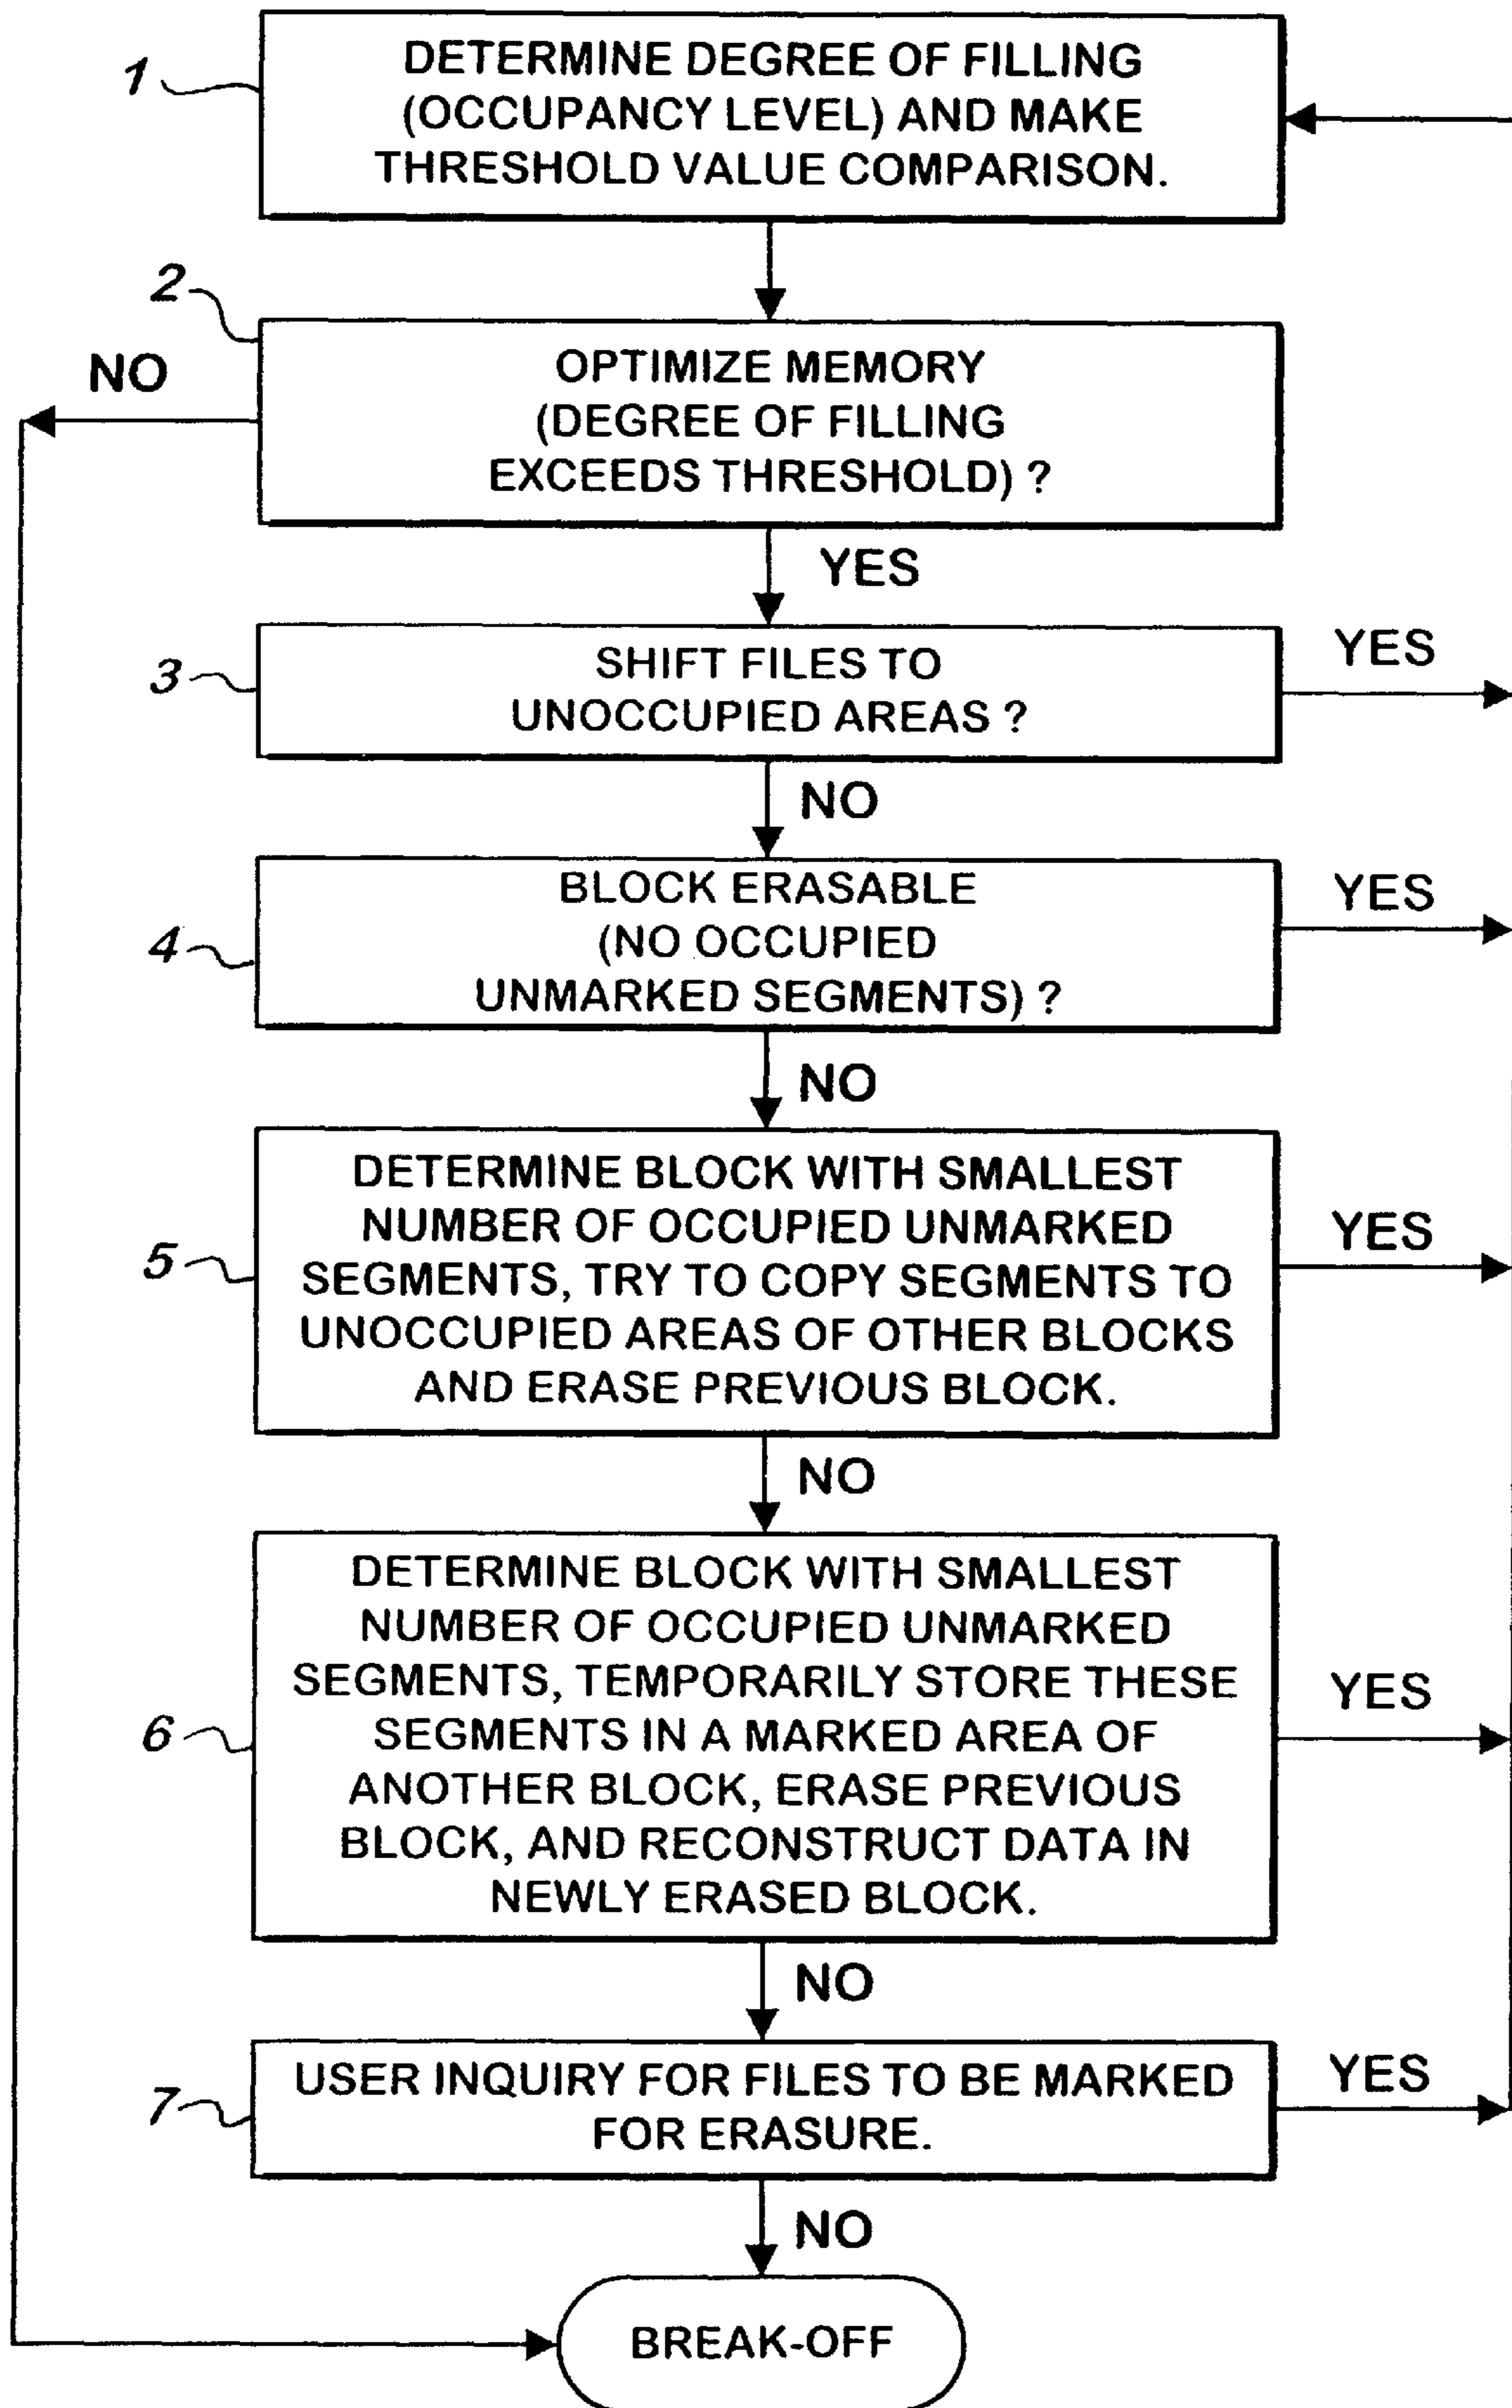 1
DETERMINE DEGREE OF FILLING
(OCCUPANCY LEVEL) AND MAKE
THRESHOLD VALUE COMPARISON.
2
NO
OPTIMIZE MEMORY
(DEGREE OF FILLING
EXCEEDS THRESHOLD) ?
YES
3
SHIFT FILES TO
UNOCCUPIED AREAS ?
YES
NO
4
BLOCK ERASABLE
(NO OCCUPIED
UNMARKED SEGMENTS) ?
YES
NO
5
DETERMINE BLOCK WITH SMALLEST
NUMBER OF OCCUPIED UNMARKED
SEGMENTS, TRY TO COPY SEGMENTS TO
UNOCCUPIED AREAS OF OTHER BLOCKS
AND ERASE PREVIOUS BLOCK.
YES
NO
6
DETERMINE BLOCK WITH SMALLEST
NUMBER OF OCCUPIED UNMARKED
SEGMENTS, TEMPORARILY STORE THESE
SEGMENTS IN A MARKED AREA OF
ANOTHER BLOCK, ERASE PREVIOUS
BLOCK, AND RECONSTRUCT DATA IN
NEWLY ERASED BLOCK.
YES
NO
7
USER INQUIRY FOR FILES TO BE MARKED
FOR ERASURE.
YES
NO
BREAK-OFF